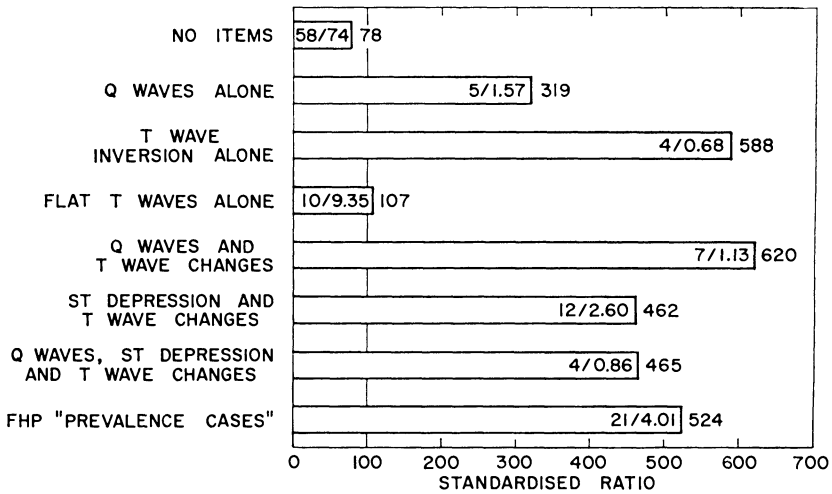 NO ITEMS 58/74 78
Q WAVES ALONE 5/1.57 319
T WAVE
INVERSION ALONE 4/0.68 588
FLAT T WAVES ALONE 10/9.35 107
Q WAVES AND
T WAVE CHANGES 7/1.13 620
ST DEPRESSION AND
T WAVE CHANGES 12/2.60 462
Q WAVES, ST DEPRESSION
AND T WAVE CHANGES 4/0.86 465
FHP "PREVALENCE CASES" 21/4.01 524
0 100 200 300 400 500 600 700
STANDARDISED RATIO